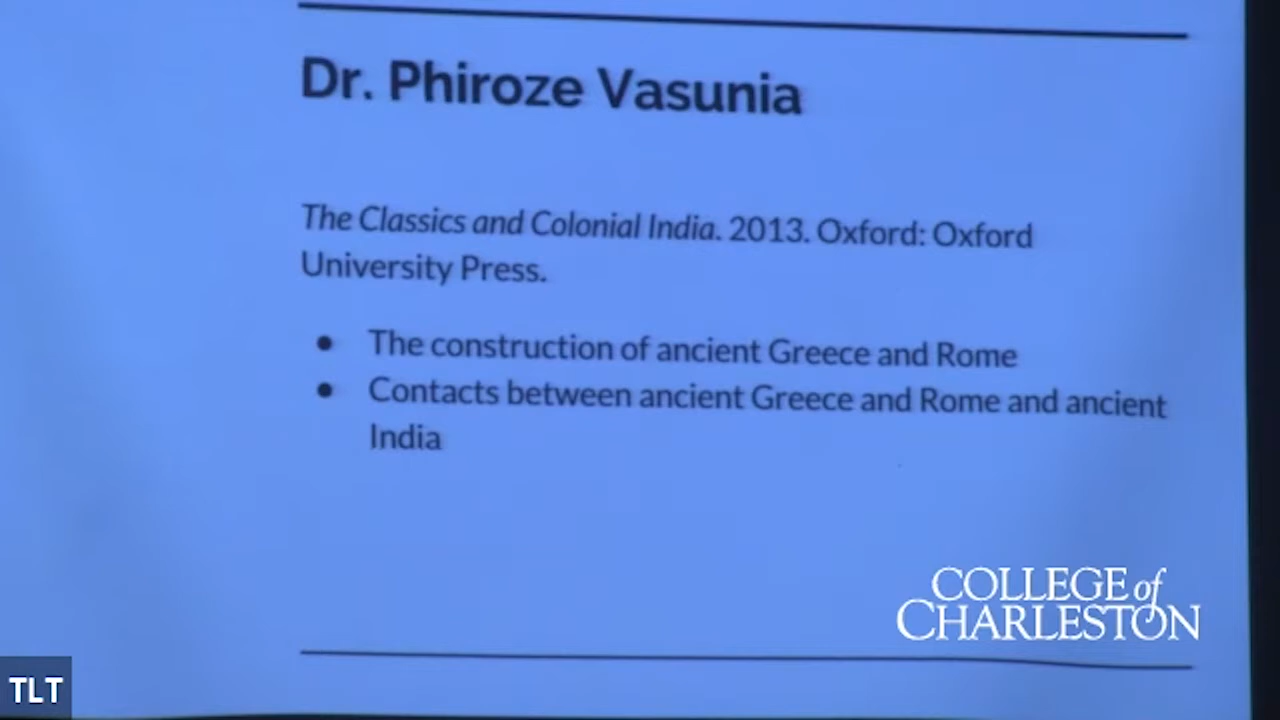 Dr. Phiroze Vasunia
The Classics and Colonial India. 2013. Oxford: Oxford
University Press.
● The construction of ancient Greece and Rome
● Contacts between ancient Greece and Rome and ancient
India
COLLEGE of
CHARLESTON
TLT